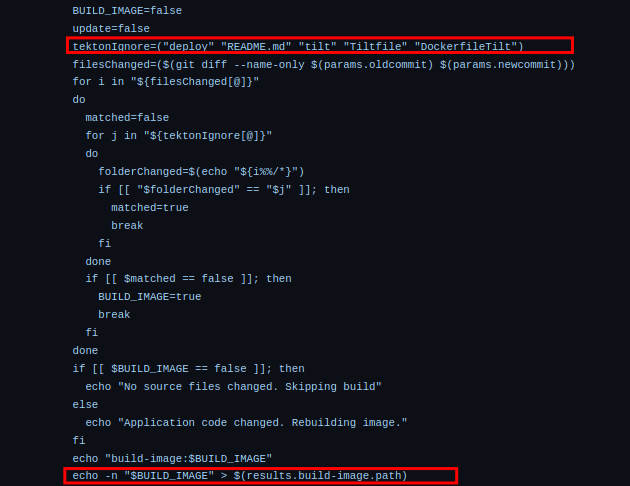 BUILD_IMAGE=false
update=false
tektonIgnore=("deploy" "README.md" "tilt" "Tiltfile" "DockerfileTilt")
filesChanged=($(git diff --name-only $(params.oldcommit) $(params.newcommit)))
for i in "${filesChanged[@]}"
do
  matched=false
  for j in "${tektonIgnore[@]}"
  do
    folderChanged=$(echo "${i%%/*}")
    if [[ "$folderChanged" == "$j" ]]; then
      matched=true
      break
    fi
  done
  if [[ $matched == false ]]; then
    BUILD_IMAGE=true
    break
  fi
done
if [[ $BUILD_IMAGE == false ]]; then
  echo "No source files changed. Skipping build"
else
  echo "Application code changed. Rebuilding image."
fi
echo "build-image:$BUILD_IMAGE"
echo -n "$BUILD_IMAGE" > $(results.build-image.path)